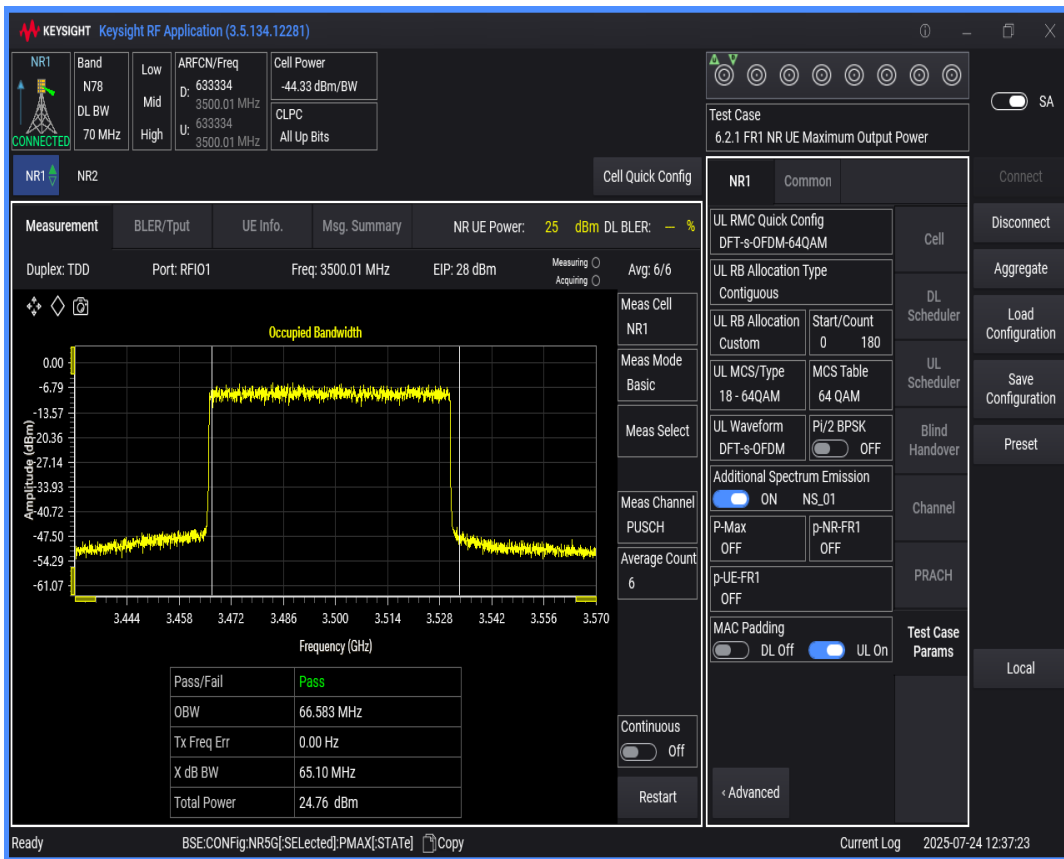 KEYSIGHT Keysight RF Application (3.5.134.12281)
NR1
CONNECTED
Band
N78
DL BW
70 MHz
Low
Mid
High
ARFCN/Freq
D: 633334
3500.01 MHz
U: 633334
3500.01 MHz
Cell Power
-44.33 dBm/BW
CLPC
All Up Bits
Test Case
6.2.1 FR1 NR UE Maximum Output Power
SA
NR1
NR2
Cell Quick Config
Measurement
BLER/Tput
UE Info.
Msg. Summary
NR UE Power: 25 dBm DL BLER: — %
Duplex: TDD
Port: RFIO1
Freq: 3500.01 MHz
EIP: 28 dBm
Measuring
Acquiring
Avg: 6/6
Occupied Bandwidth
Amplitude (dBm)
0.00
-6.79
-13.57
-20.36
-27.14
-33.93
-40.72
-47.50
-54.29
-61.07
3.444 3.458 3.472 3.486 3.500 3.514 3.528 3.542 3.556 3.570
Frequency (GHz)
Pass/Fail Pass
OBW 66.583 MHz
Tx Freq Err 0.00 Hz
X dB BW 65.10 MHz
Total Power 24.76 dBm
Meas Cell
NR1
Meas Mode
Basic
Meas Select
Meas Channel
PUSCH
Average Count
6
Continuous
Off
Restart
NR1
Common
UL RMC Quick Config
DFT-s-OFDM-64QAM
UL RB Allocation Type
Contiguous
UL RB Allocation
Custom
Start/Count
0 180
UL MCS/Type
18 - 64QAM
MCS Table
64 QAM
UL Waveform
DFT-s-OFDM
Pi/2 BPSK
OFF
Additional Spectrum Emission
ON NS_01
P-Max
OFF
p-NR-FR1
OFF
p-UE-FR1
OFF
MAC Padding
DL Off UL On
‹ Advanced
Cell
DL
Scheduler
UL
Scheduler
Blind
Handover
Channel
PRACH
Test Case
Params
Connect
Disconnect
Aggregate
Load
Configuration
Save
Configuration
Preset
Local
Ready
BSE:CONFig:NR5G[:SELected]:PMAX[:STATe] Copy
Current Log
2025-07-24 12:37:23